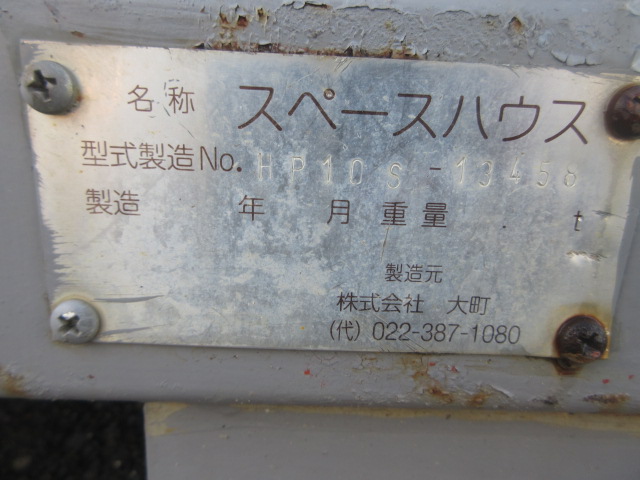 名称 スペースハウス
型式製造No. HP10S-13456
製造 年 月 重量 . t
製造元
株式会社 大町
(代) 022-387-1080